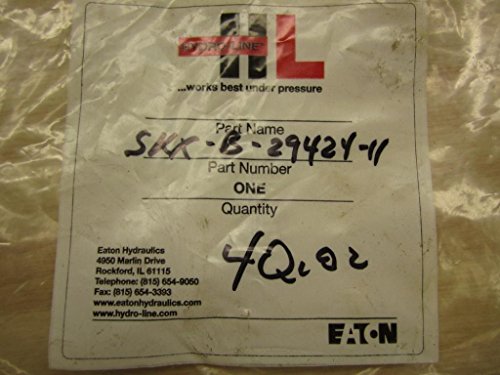 HL
HYDRO-LINE
...works best under pressure
Part Name
SKK-B-29424-11
Part Number
ONE
Quantity
4Q.02
Eaton Hydraulics
4950 Marlin Drive
Rockford, IL 61115
Telephone: (815) 654-9050
Fax: (815) 654-3393
www.eatonhydraulics.com
www.hydro-line.com
EATON